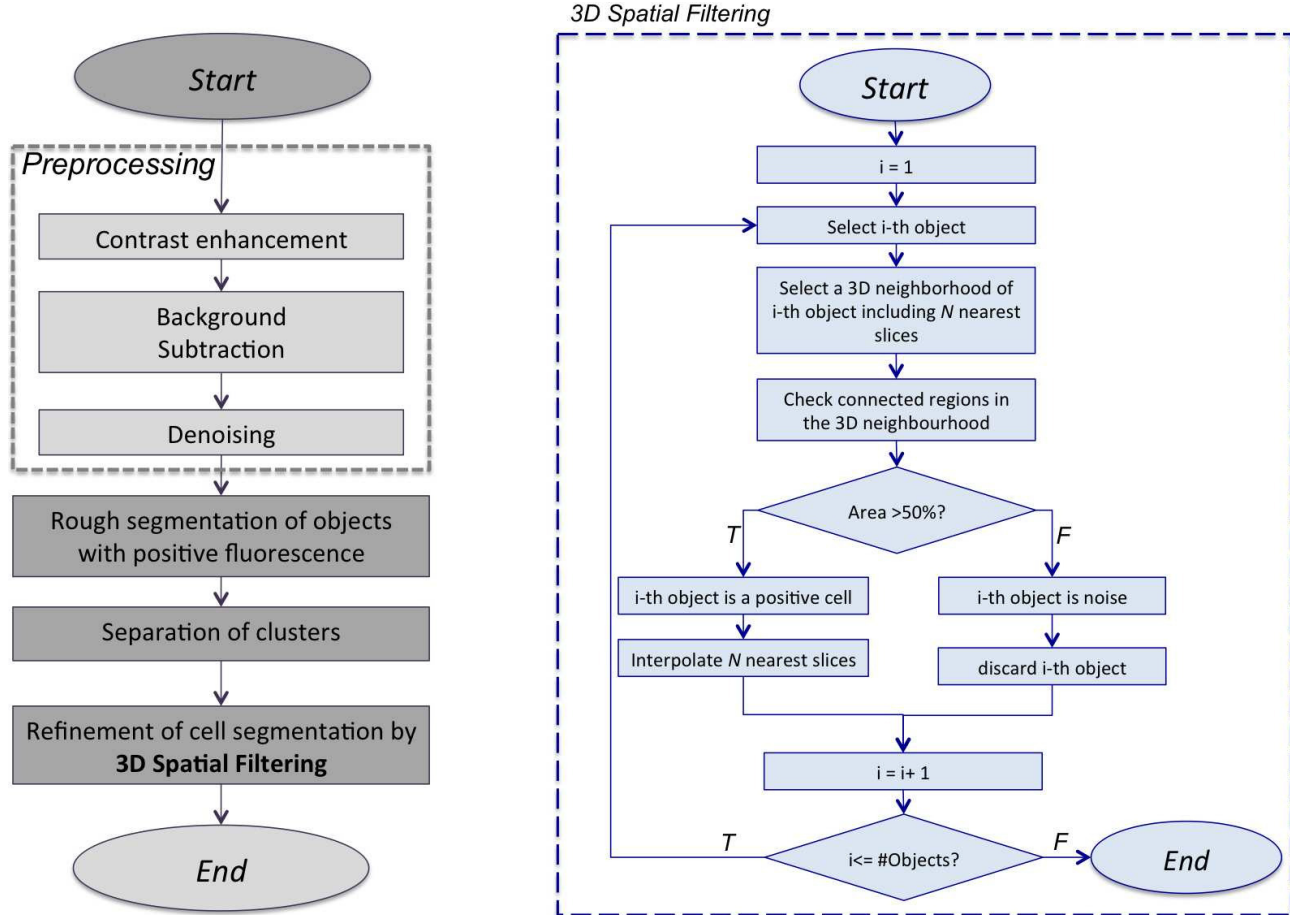 Start
Preprocessing
Contrast enhancement
Background
Subtraction
Denoising
Rough segmentation of objects
with positive fluorescence
Separation of clusters
Refinement of cell segmentation by
3D Spatial Filtering
End
3D Spatial Filtering
Start
i = 1
Select i-th object
Select a 3D neighborhood of
i-th object including N nearest
slices
Check connected regions in
the 3D neighbourhood
Area >50%?
T
F
i-th object is a positive cell
Interpolate N nearest slices
i-th object is noise
discard i-th object
i = i+ 1
i<= #Objects?
T
F
End